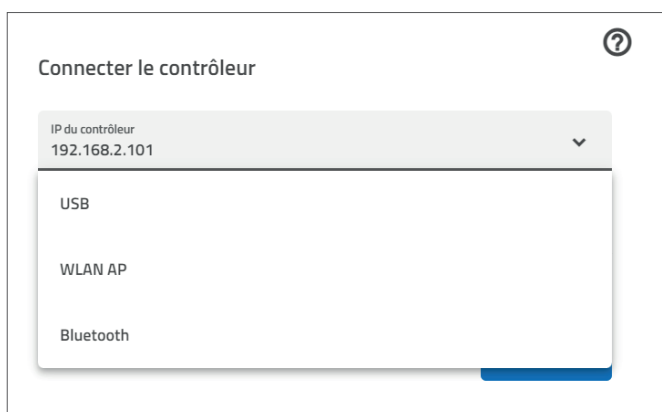 Connecter le contrôleur
IP du contrôleur
192.168.2.101
USB
WLAN AP
Bluetooth